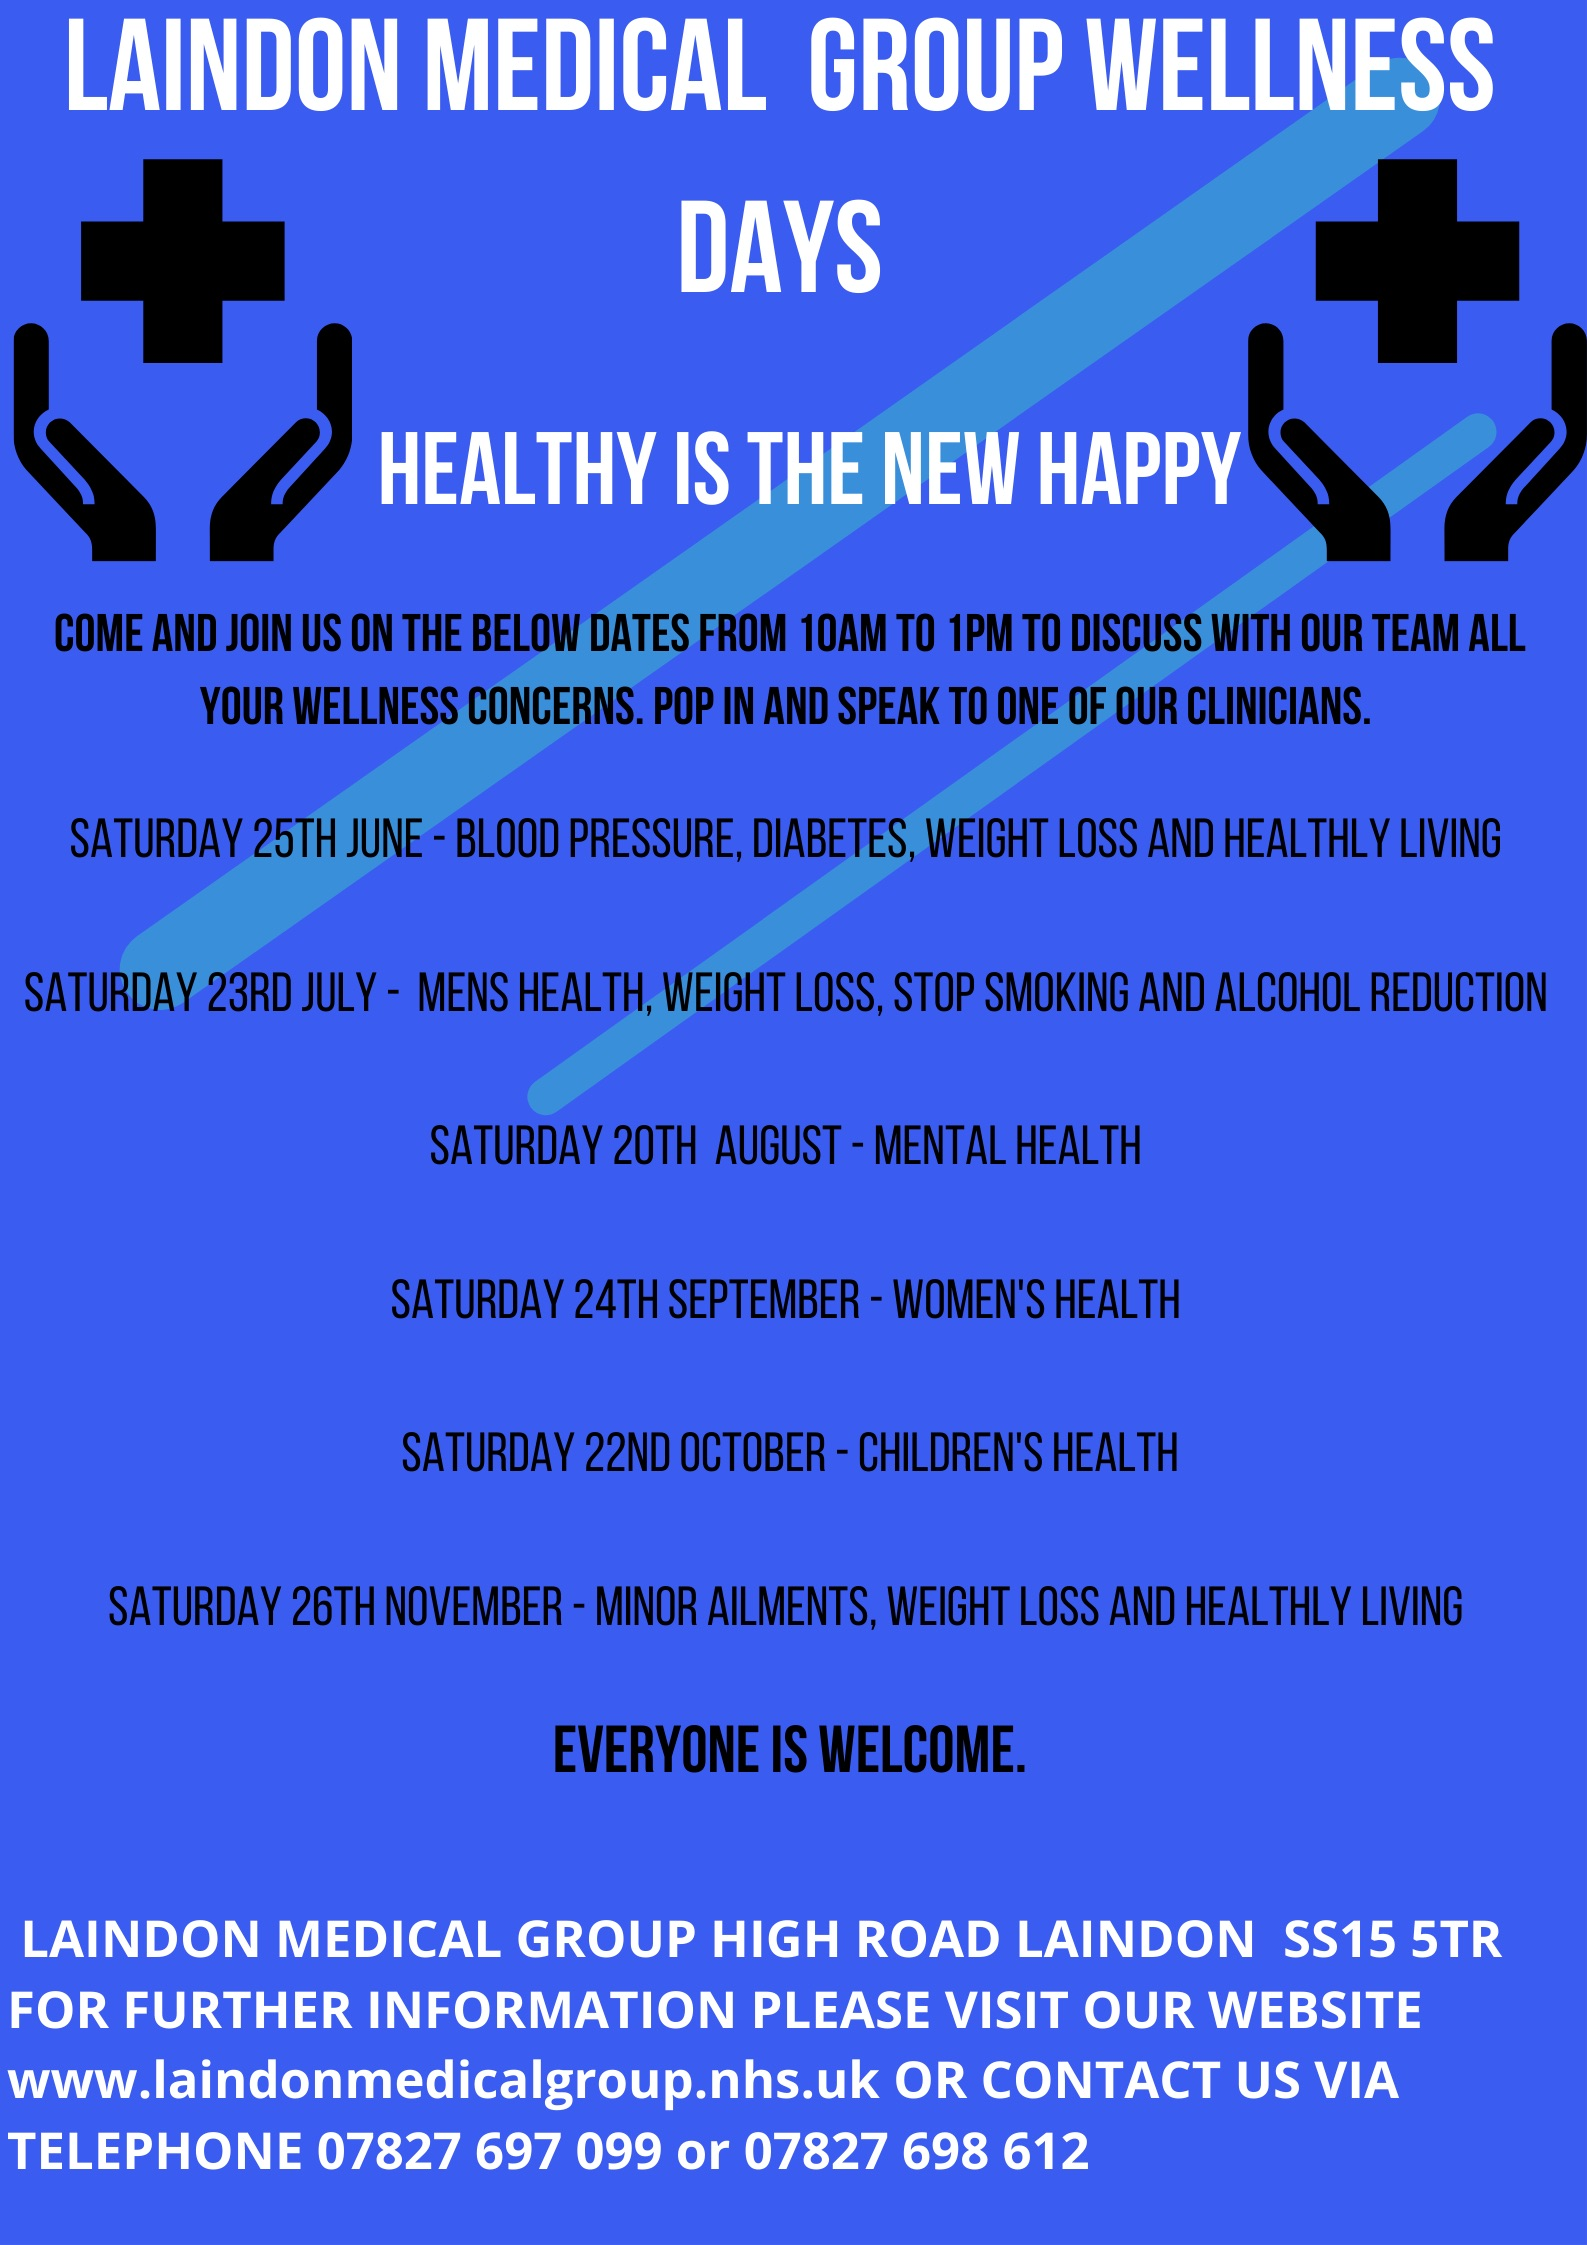 LAINDON MEDICAL GROUP WELLNESS
DAYS
HEALTHY IS THE NEW HAPPY
COME AND JOIN US ON THE BELOW DATES FROM 10AM TO 1PM TO DISCUSS WITH OUR TEAM ALL
YOUR WELLNESS CONCERNS. POP IN AND SPEAK TO ONE OF OUR CLINICIANS.
SATURDAY 25TH JUNE - BLOOD PRESSURE, DIABETES, WEIGHT LOSS AND HEALTHLY LIVING
SATURDAY 23RD JULY - MENS HEALTH, WEIGHT LOSS, STOP SMOKING AND ALCOHOL REDUCTION
SATURDAY 20TH AUGUST - MENTAL HEALTH
SATURDAY 24TH SEPTEMBER - WOMEN'S HEALTH
SATURDAY 22ND OCTOBER - CHILDREN'S HEALTH
SATURDAY 26TH NOVEMBER - MINOR AILMENTS, WEIGHT LOSS AND HEALTHLY LIVING
EVERYONE IS WELCOME.
LAINDON MEDICAL GROUP HIGH ROAD LAINDON SS15 5TR
FOR FURTHER INFORMATION PLEASE VISIT OUR WEBSITE
www.laindonmedicalgroup.nhs.uk OR CONTACT US VIA
TELEPHONE 07827 697 099 or 07827 698 612